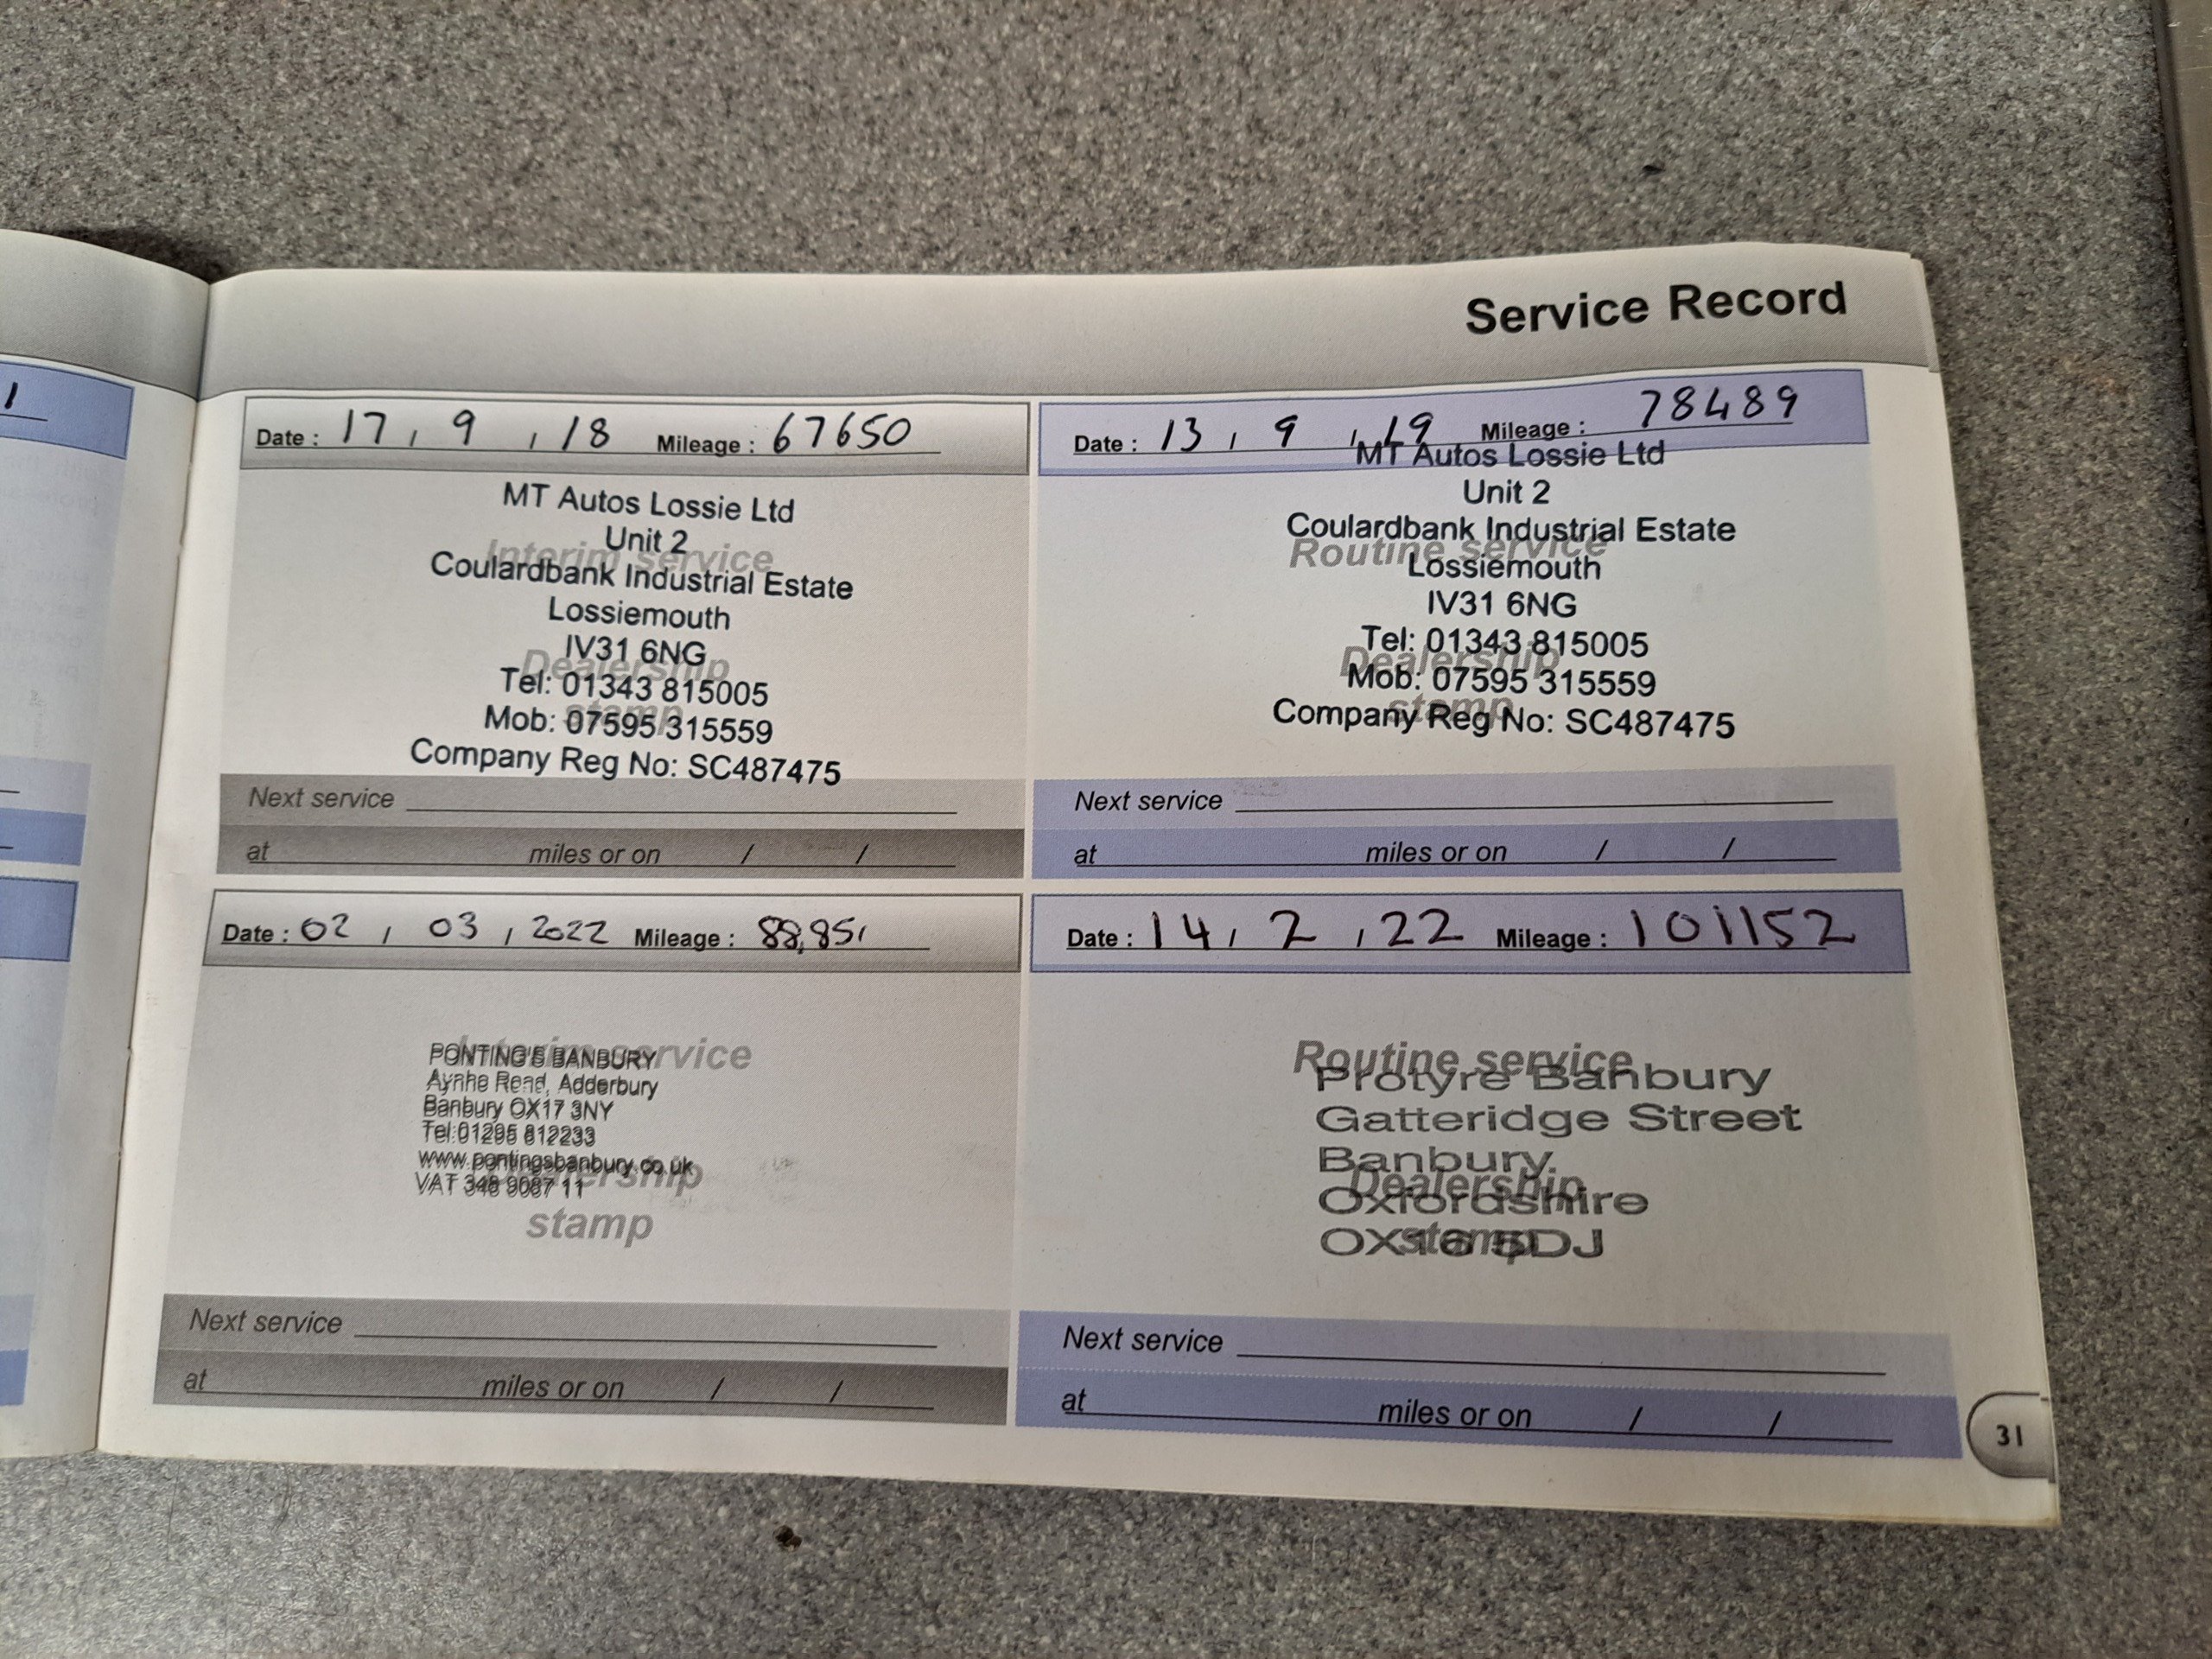 Service Record
Date : 17 / 9 / 18 Mileage : 67650
MT Autos Lossie Ltd
Unit 2
Interim service
Coulardbank Industrial Estate
Lossiemouth
IV31 6NG
Dealership
Tel: 01343 815005
stamp
Mob: 07595 315559
Company Reg No: SC487475
Next service
at miles or on / /
Date : 13 / 9 / 19 Mileage : 78489
MT Autos Lossie Ltd
Unit 2
Coulardbank Industrial Estate
Routine service
Lossiemouth
IV31 6NG
Tel: 01343 815005
Dealership
Mob: 07595 315559
stamp
Company Reg No: SC487475
Next service
at miles or on / /
Date : 02 / 03 / 2022 Mileage : 88,851
Interim service
PONTING'S BANBURY
Aynho Road, Adderbury
Banbury OX17 3NY
Tel:01295 812233
www.pontingsbanbury.co.uk
Dealership
VAT 348 9087 11
stamp
Next service
at miles or on / /
Date : 14 / 2 / 22 Mileage : 101152
Routine service
Protyre Banbury
Gatteridge Street
Banbury.
Dealership
Oxfordshire
stamp
OX16 5DJ
Next service
at miles or on / /
31